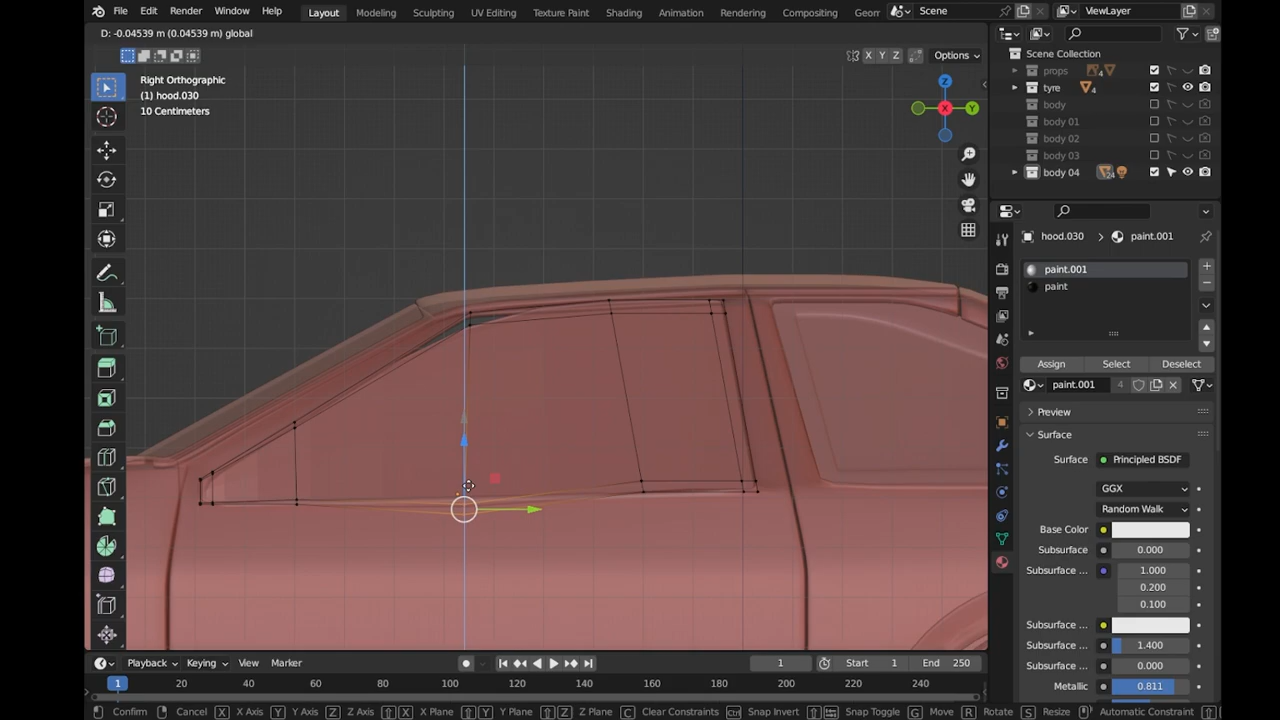 File Edit Render Window Help Layout Modeling Sculpting UV Editing Texture Paint Shading Animation Rendering Compositing Geom Scene ViewLayer
D: -0.04539 m (0.04539 m) global
X Y Z Options
Right Orthographic
(1) hood.030
10 Centimeters
Z
Y
X
Scene Collection
props 4
tyre 4
body
body 01
body 02
body 03
body 04 24
hood.030 > paint.001
paint.001
paint
Assign Select Deselect
paint.001 4
Preview
Surface
Surface Principled BSDF
GGX
Random Walk
Base Color
Subsurface 0.000
Subsurface ... 1.000
0.200
0.100
Subsurface ...
Subsurface ... 1.400
Subsurface ... 0.000
Metallic 0.811
Playback Keying View Marker 1 Start 1 End 250
1 20 40 60 80 100 120 140 160 180 200 220 240
Confirm Cancel X X Axis Y Y Axis Z Z Axis X X Plane Y Y Plane Z Z Plane C Clear Constraints Ctrl Snap Invert Snap Toggle G Move R Rotate S Resize Automatic Constraint